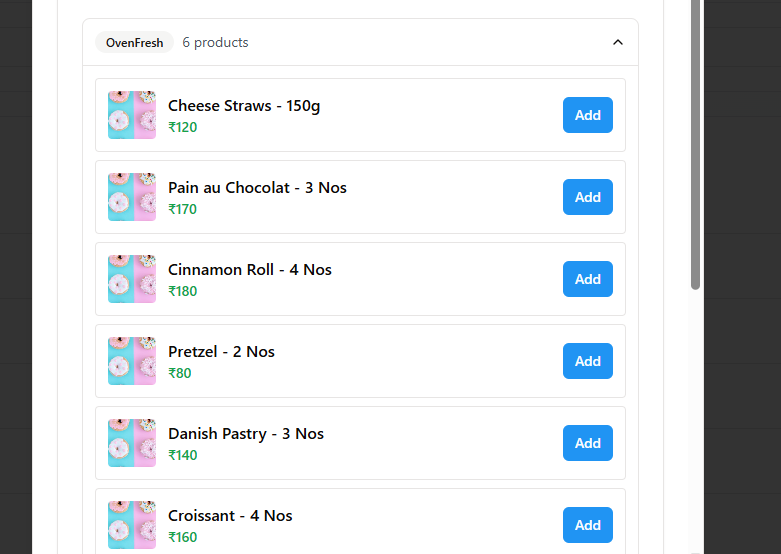 OvenFresh 6 products
Cheese Straws - 150g
₹120
Add
Pain au Chocolat - 3 Nos
₹170
Add
Cinnamon Roll - 4 Nos
₹180
Add
Pretzel - 2 Nos
₹80
Add
Danish Pastry - 3 Nos
₹140
Add
Croissant - 4 Nos
₹160
Add